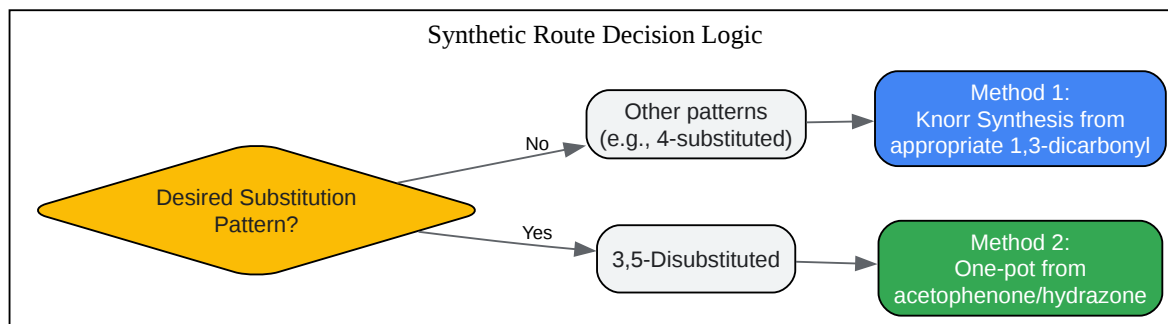 Synthetic Route Decision Logic
Desired Substitution
Pattern?
No
Other patterns
(e.g., 4-substituted)
Method 1:
Knorr Synthesis from
appropriate 1,3-dicarbonyl
Yes
3,5-Disubstituted
Method 2:
One-pot from
acetophenone/hydrazone